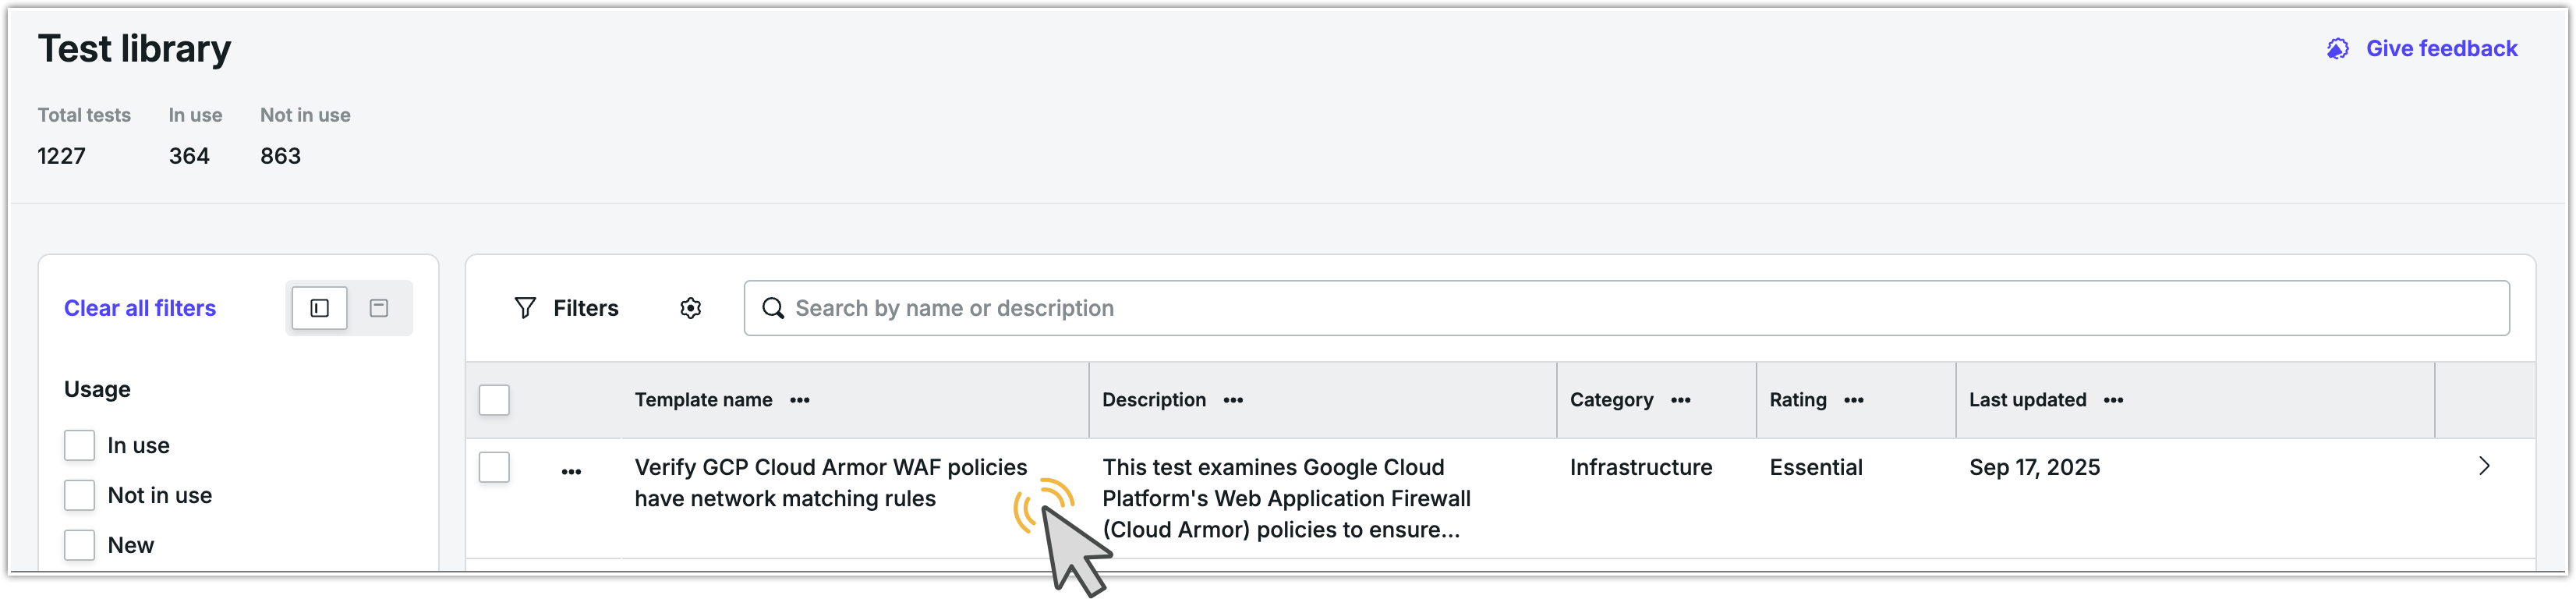 Test library
Give feedback
Total tests
In use
Not in use
1227
364
863
Clear all filters
Filters
Search by name or description
Usage
In use
Not in use
New
Template name
Description
Category
Rating
Last updated
Verify GCP Cloud Armor WAF policies
have network matching rules
This test examines Google Cloud
Platform's Web Application Firewall
(Cloud Armor) policies to ensure...
Infrastructure
Essential
Sep 17, 2025